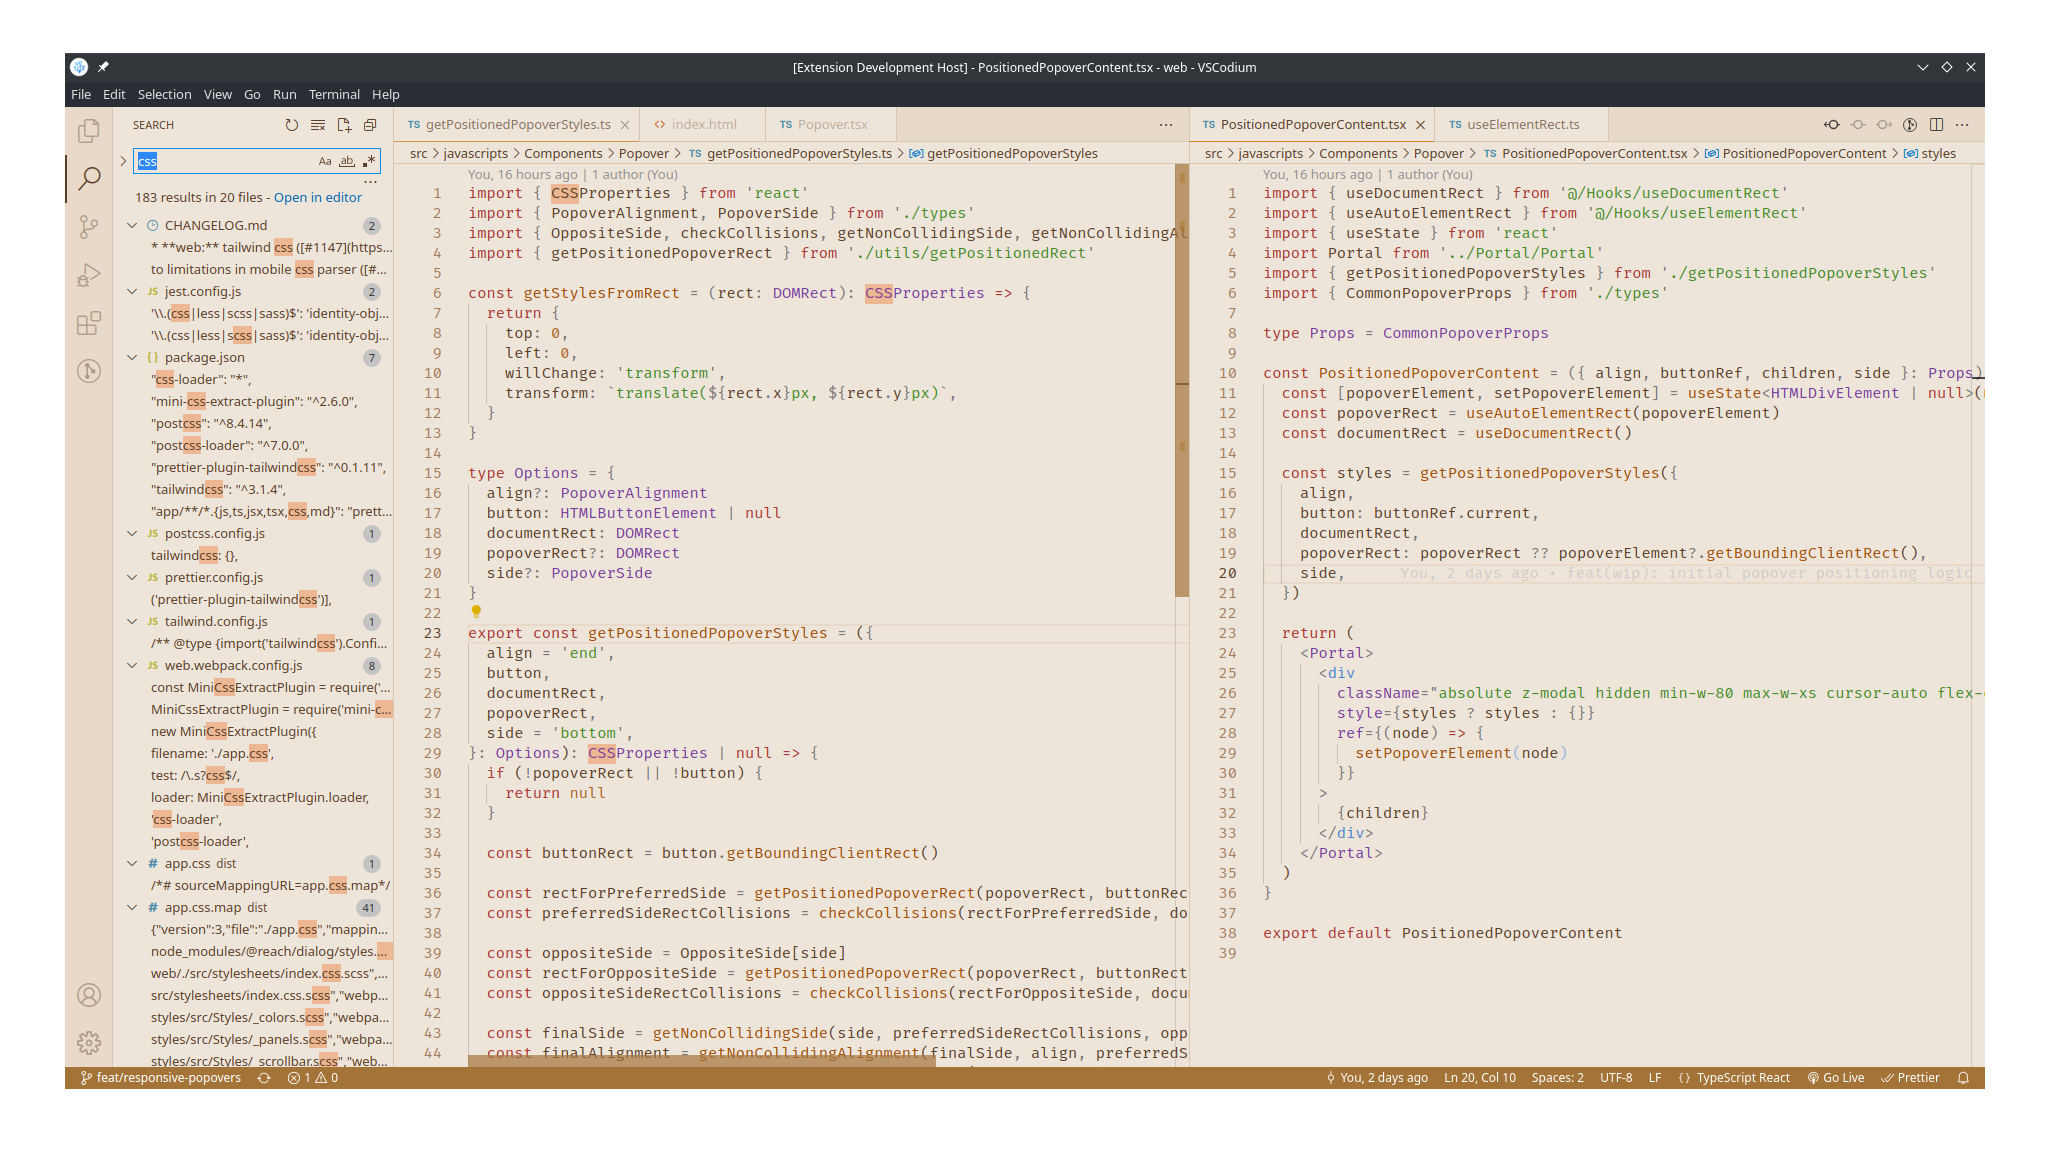 [Extension Development Host] - PositionedPopoverContent.tsx - web - VSCodium
File Edit Selection View Go Run Terminal Help
SEARCH
css
Aa ab. .*
183 results in 20 files - Open in editor
CHANGELOG.md 2
* **web:** tailwind css ([#1147](https...
to limitations in mobile css parser ([#...
JS jest.config.js 2
'\\.(css|less|scss|sass)$': 'identity-obj...
'\\.(css|less|scss|sass)$': 'identity-obj...
{} package.json 7
"css-loader": "*",
"mini-css-extract-plugin": "^2.6.0",
"postcss": "^8.4.14",
"postcss-loader": "^7.0.0",
"prettier-plugin-tailwindcss": "^0.1.11",
"tailwindcss": "^3.1.4",
"app/**/*.{js,ts,jsx,tsx,css,md}": "prett...
JS postcss.config.js 1
tailwindcss: {},
JS prettier.config.js 1
('prettier-plugin-tailwindcss')],
JS tailwind.config.js 1
/** @type {import('tailwindcss').Confi...
JS web.webpack.config.js 8
const MiniCssExtractPlugin = require('...
MiniCssExtractPlugin = require('mini-c...
new MiniCssExtractPlugin({
filename: './app.css',
test: /\.s?css$/,
loader: MiniCssExtractPlugin.loader,
'css-loader',
'postcss-loader',
# app.css dist 1
/*# sourceMappingURL=app.css.map*/
# app.css.map dist 41
{"version":3,"file":"./app.css","mappin...
node_modules/@reach/dialog/styles....
web/./src/stylesheets/index.css.scss",...
src/stylesheets/index.css.scss","webp...
styles/src/Styles/_colors.scss","webpa...
styles/src/Styles/_panels.scss","webpa...
styles/src/Styles/_scrollbar.scss","web...
TS getPositionedPopoverStyles.ts
<> index.html
TS Popover.tsx
src > javascripts > Components > Popover > TS getPositionedPopoverStyles.ts > getPositionedPopoverStyles
You, 16 hours ago | 1 author (You)
1 import { CSSProperties } from 'react'
2 import { PopoverAlignment, PopoverSide } from './types'
3 import { OppositeSide, checkCollisions, getNonCollidingSide, getNonCollidingAl
4 import { getPositionedPopoverRect } from './utils/getPositionedRect'
5
6 const getStylesFromRect = (rect: DOMRect): CSSProperties => {
7 return {
8 top: 0,
9 left: 0,
10 willChange: 'transform',
11 transform: `translate(${rect.x}px, ${rect.y}px)`,
12 }
13 }
14
15 type Options = {
16 align?: PopoverAlignment
17 button: HTMLButtonElement | null
18 documentRect: DOMRect
19 popoverRect?: DOMRect
20 side?: PopoverSide
21 }
22
23 export const getPositionedPopoverStyles = ({
24 align = 'end',
25 button,
26 documentRect,
27 popoverRect,
28 side = 'bottom',
29 }: Options): CSSProperties | null => {
30 if (!popoverRect || !button) {
31 return null
32 }
33
34 const buttonRect = button.getBoundingClientRect()
35
36 const rectForPreferredSide = getPositionedPopoverRect(popoverRect, buttonRec
37 const preferredSideRectCollisions = checkCollisions(rectForPreferredSide, do
38
39 const oppositeSide = OppositeSide[side]
40 const rectForOppositeSide = getPositionedPopoverRect(popoverRect, buttonRect
41 const oppositeSideRectCollisions = checkCollisions(rectForOppositeSide, docu
42
43 const finalSide = getNonCollidingSide(side, preferredSideRectCollisions, opp
44 const finalAlignment = getNonCollidingAlignment(finalSide, align, preferredS
TS PositionedPopoverContent.tsx
TS useElementRect.ts
src > javascripts > Components > Popover > TS PositionedPopoverContent.tsx > PositionedPopoverContent > styles
You, 16 hours ago | 1 author (You)
1 import { useDocumentRect } from '@/Hooks/useDocumentRect'
2 import { useAutoElementRect } from '@/Hooks/useElementRect'
3 import { useState } from 'react'
4 import Portal from '../Portal/Portal'
5 import { getPositionedPopoverStyles } from './getPositionedPopoverStyles'
6 import { CommonPopoverProps } from './types'
7
8 type Props = CommonPopoverProps
9
10 const PositionedPopoverContent = ({ align, buttonRef, children, side }: Props)
11 const [popoverElement, setPopoverElement] = useState<HTMLDivElement | null>(
12 const popoverRect = useAutoElementRect(popoverElement)
13 const documentRect = useDocumentRect()
14
15 const styles = getPositionedPopoverStyles({
16 align,
17 button: buttonRef.current,
18 documentRect,
19 popoverRect: popoverRect ?? popoverElement?.getBoundingClientRect(),
20 side, You, 2 days ago • feat(wip): initial popover positioning logic
21 })
22
23 return (
24 <Portal>
25 <div
26 className="absolute z-modal hidden min-w-80 max-w-xs cursor-auto flex-
27 style={styles ? styles : {}}
28 ref={(node) => {
29 setPopoverElement(node)
30 }}
31 >
32 {children}
33 </div>
34 </Portal>
35 )
36 }
37
38 export default PositionedPopoverContent
39
feat/responsive-popovers 1 0
You, 2 days ago Ln 20, Col 10 Spaces: 2 UTF-8 LF {} TypeScript React Go Live Prettier